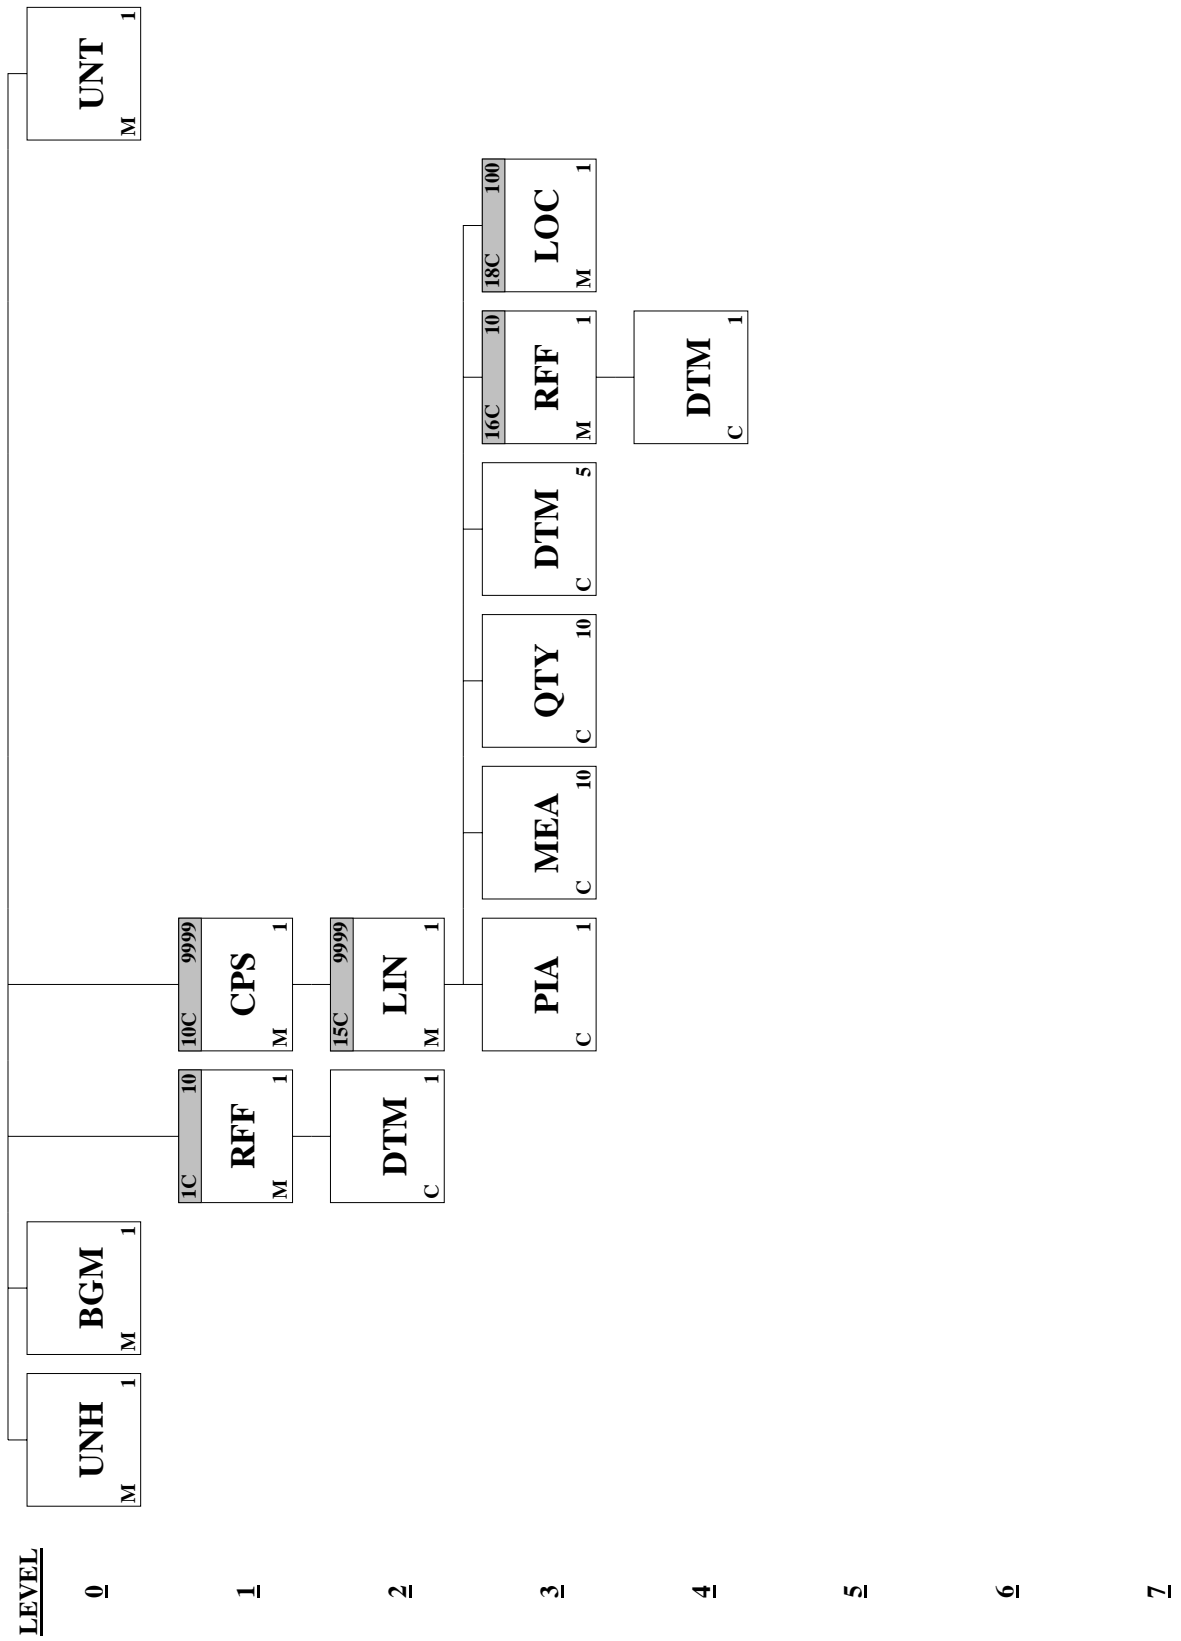 LEVEL
0
UNH
M 1
BGM
M 1
UNT
M 1
1
1C 10
RFF
M 1
10C 9999
CPS
M 1
2
DTM
C 1
15C 9999
LIN
M 1
3
PIA
C 1
MEA
C 10
QTY
C 10
DTM
C 5
16C 10
RFF
M 1
18C 100
LOC
M 1
4
DTM
C 1
5
6
7